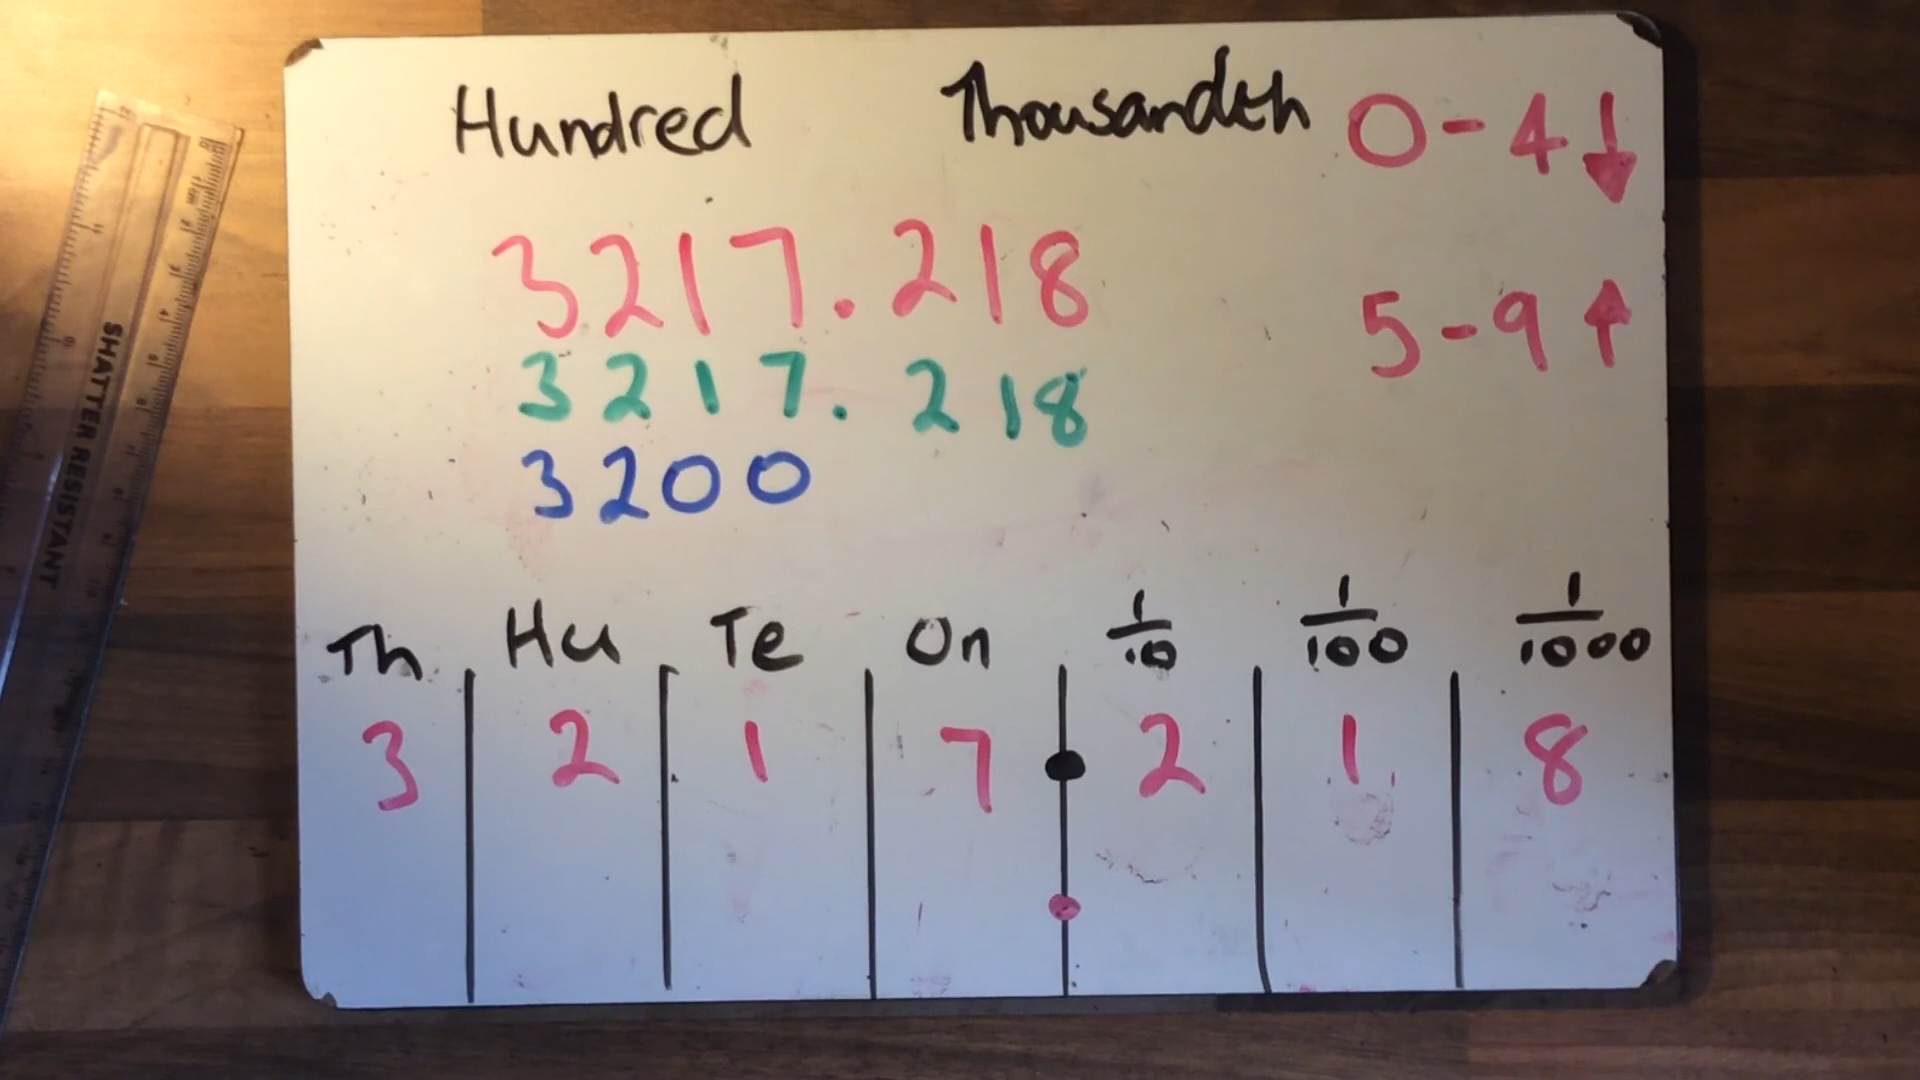 Hundred Thousandth 0-4↓
3217.218
5-9↑
3217.218
3200
Th Hu Te On 1/10 1/100 1/1000
3 2 1 7 . 2 1 8
SHATTER RESISTANT